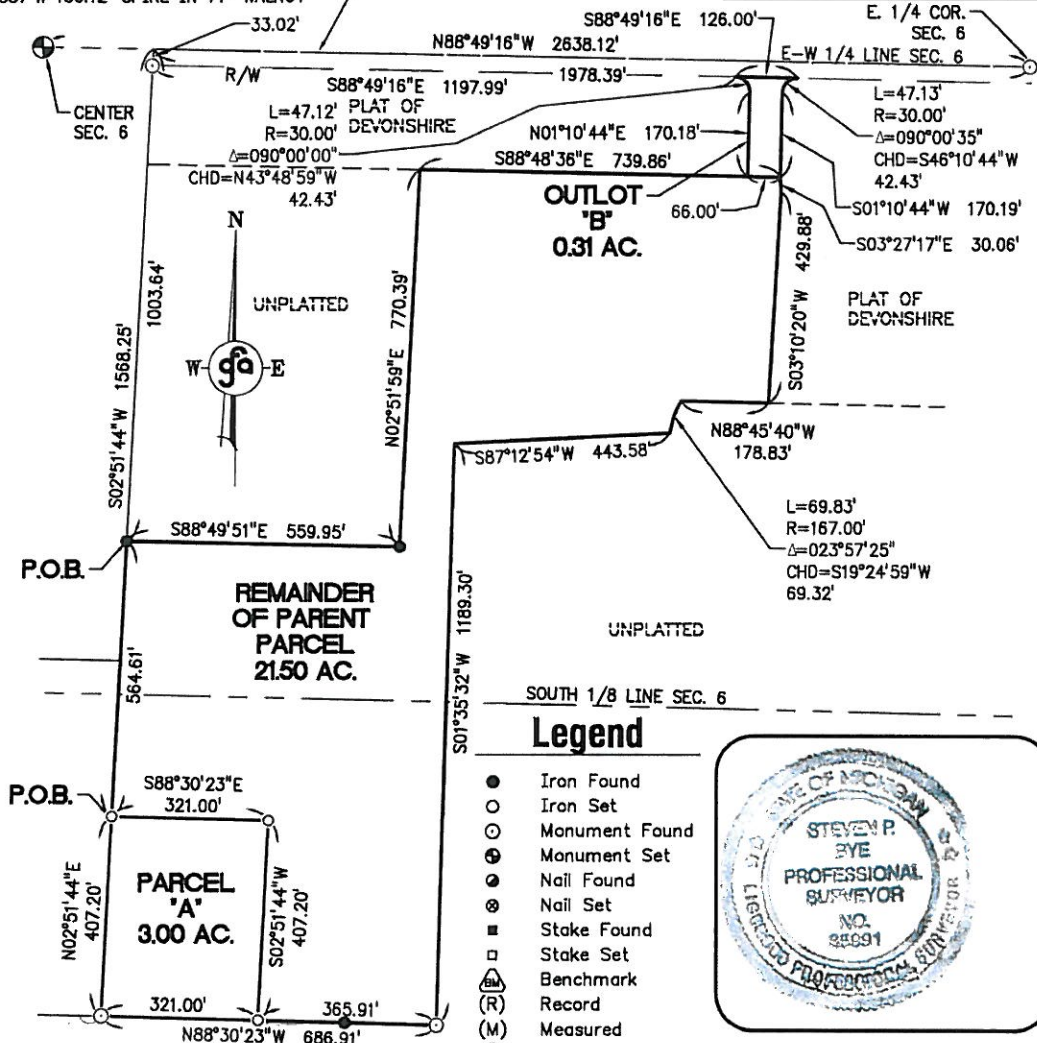 33.02'
S88°49'16"E 126.00'
E. 1/4 COR.
SEC. 6
N88°49'16"W 2638.12'
E-W 1/4 LINE SEC. 6
R/W
1978.39'
S88°49'16"E 1197.99'
CENTER
SEC. 6
PLAT OF
DEVONSHIRE
L=47.12'
R=30.00'
Δ=090°00'00"
CHD=N43°48'59"W
42.43'
N01°10'44"E 170.18'
L=47.13'
R=30.00'
Δ=090°00'35"
CHD=S46°10'44"W
42.43'
S88°48'36"E 739.86'
OUTLOT
"B"
0.31 AC.
66.00'
S01°10'44"W 170.19'
S03°27'17"E 30.06'
N
W
gfa
E
UNPLATTED
1003.64'
S02°51'44"W 1568.25'
N02°51'59"E 770.39'
S03°10'20"W 429.88'
PLAT OF
DEVONSHIRE
N88°45'40"W
178.83'
S87°12'54"W 443.58'
L=69.83'
R=167.00'
Δ=023°57'25"
CHD=S19°24'59"W
69.32'
S88°49'51"E 559.95'
P.O.B.
REMAINDER
OF PARENT
PARCEL
21.50 AC.
564.61'
S01°35'32"W 1189.30'
UNPLATTED
SOUTH 1/8 LINE SEC. 6
P.O.B.
S88°30'23"E
321.00'
N02°51'44"E
407.20'
PARCEL
"A"
3.00 AC.
S02°51'44"W
407.20'
321.00'
365.91'
N88°30'23"W 686.91'
Legend
Iron Found
Iron Set
Monument Found
Monument Set
Nail Found
Nail Set
Stake Found
Stake Set
BM Benchmark
(R) Record
(M) Measured
STATE OF MICHIGAN
STEVEN P.
BYE
PROFESSIONAL
SURVEYOR
NO.
LICENSED PROFESSIONAL SURVEYOR